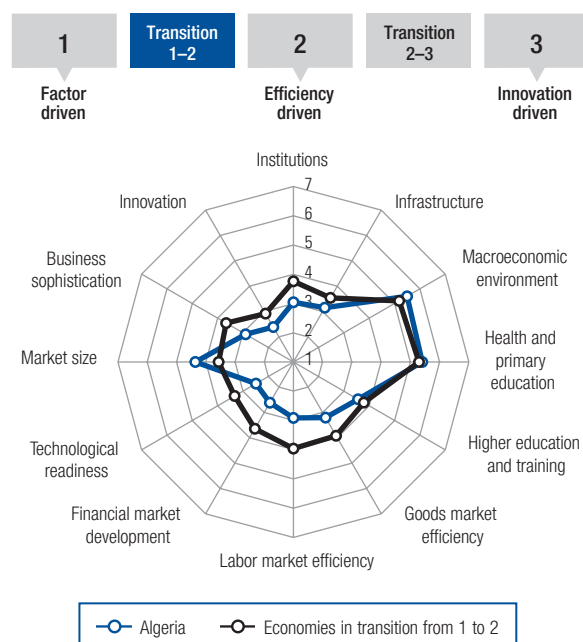 1
Transition
1–2
2
Transition
2–3
3
Factor
driven
Efficiency
driven
Innovation
driven
Institutions
Infrastructure
Macroeconomic
environment
Health and
primary
education
Higher education
and training
Goods market
efficiency
Labor market efficiency
Financial market
development
Technological
readiness
Market size
Business
sophistication
Innovation
7
6
5
4
3
2
1
Algeria
Economies in transition from 1 to 2